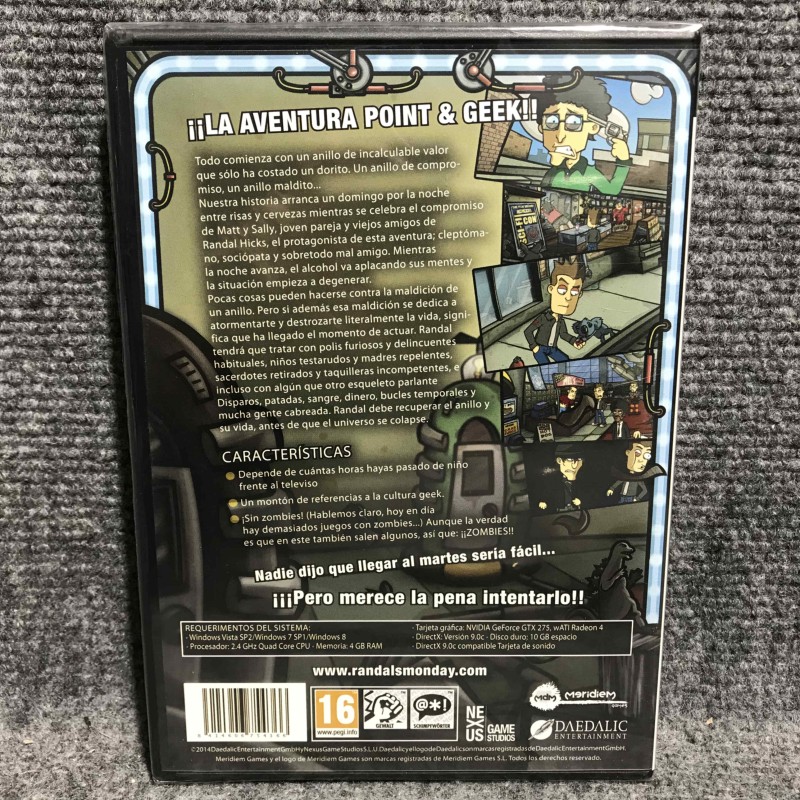 ¡¡LA AVENTURA POINT & GEEK!!
Todo comienza con un anillo de incalculable valor
que sólo ha costado un dorito. Un anillo de compro-
miso, un anillo maldito...
Nuestra historia arranca un domingo por la noche
entre risas y cervezas mientras se celebra el compromiso
de Matt y Sally, joven pareja y viejos amigos de
Randal Hicks, el protagonista de esta aventura; cleptóma-
no, sociópata y sobretodo mal amigo. Mientras
la noche avanza, el alcohol va aplacando sus mentes y
la situación empieza a degenerar.
Pocas cosas pueden hacerse contra la maldición de
un anillo. Pero si además esa maldición se dedica a
atormentarte y destrozarte literalmente la vida, signi-
fica que ha llegado el momento de actuar. Randal
tendrá que tratar con polis furiosos y delincuentes
habituales, niños testarudos y madres repelentes,
sacerdotes retirados y taquilleras incompetentes, e
incluso con algún que otro esqueleto parlante
Disparos, patadas, sangre, dinero, bucles temporales y
mucha gente cabreada. Randal debe recuperar el anillo y
su vida, antes de que el universo se colapse.
CARACTERÍSTICAS
Depende de cuántas horas hayas pasado de niño
frente al televiso
Un montón de referencias a la cultura geek.
¡Sin zombies! (Hablemos claro, hoy en día
hay demasiados juegos con zombies...) Aunque la verdad
es que en este también salen algunos, así que: ¡¡ZOMBIES!!
Nadie dijo que llegar al martes sería fácil...
¡¡¡Pero merece la pena intentarlo!!
REQUERIMENTOS DEL SISTEMA:
- Windows Vista SP2/Windows 7 SP1/Windows 8
- Procesador: 2.4 GHz Quad Core CPU - Memoria: 4 GB RAM
- Tarjeta gráfica: NVIDIA GeForce GTX 275, wATI Radeon 4
- DirectX: Versión 9.0c - Disco duro: 10 GB espacio
- DirectX 9.0c compatible Tarjeta de sonido
www.randalsmonday.com
16
www.pegi.info
GEWALT
@*!
SCHIMPFWÖRTER
NEXUS GAME STUDIOS
MDM meridiem games
DAEDALIC
ENTERTAINMENT
©2014DaedalicEntertainmentGmbHyNexusGameStudiosS.L.U.DaedalicyellogodeDaedalicsonmarcasregistradasdeDaedalicEntertainmentGmbH.
Meridiem Games y el logo de Meridiem Games son marcas registradas de Meridiem Games S.L. Todos los derechos reservados.